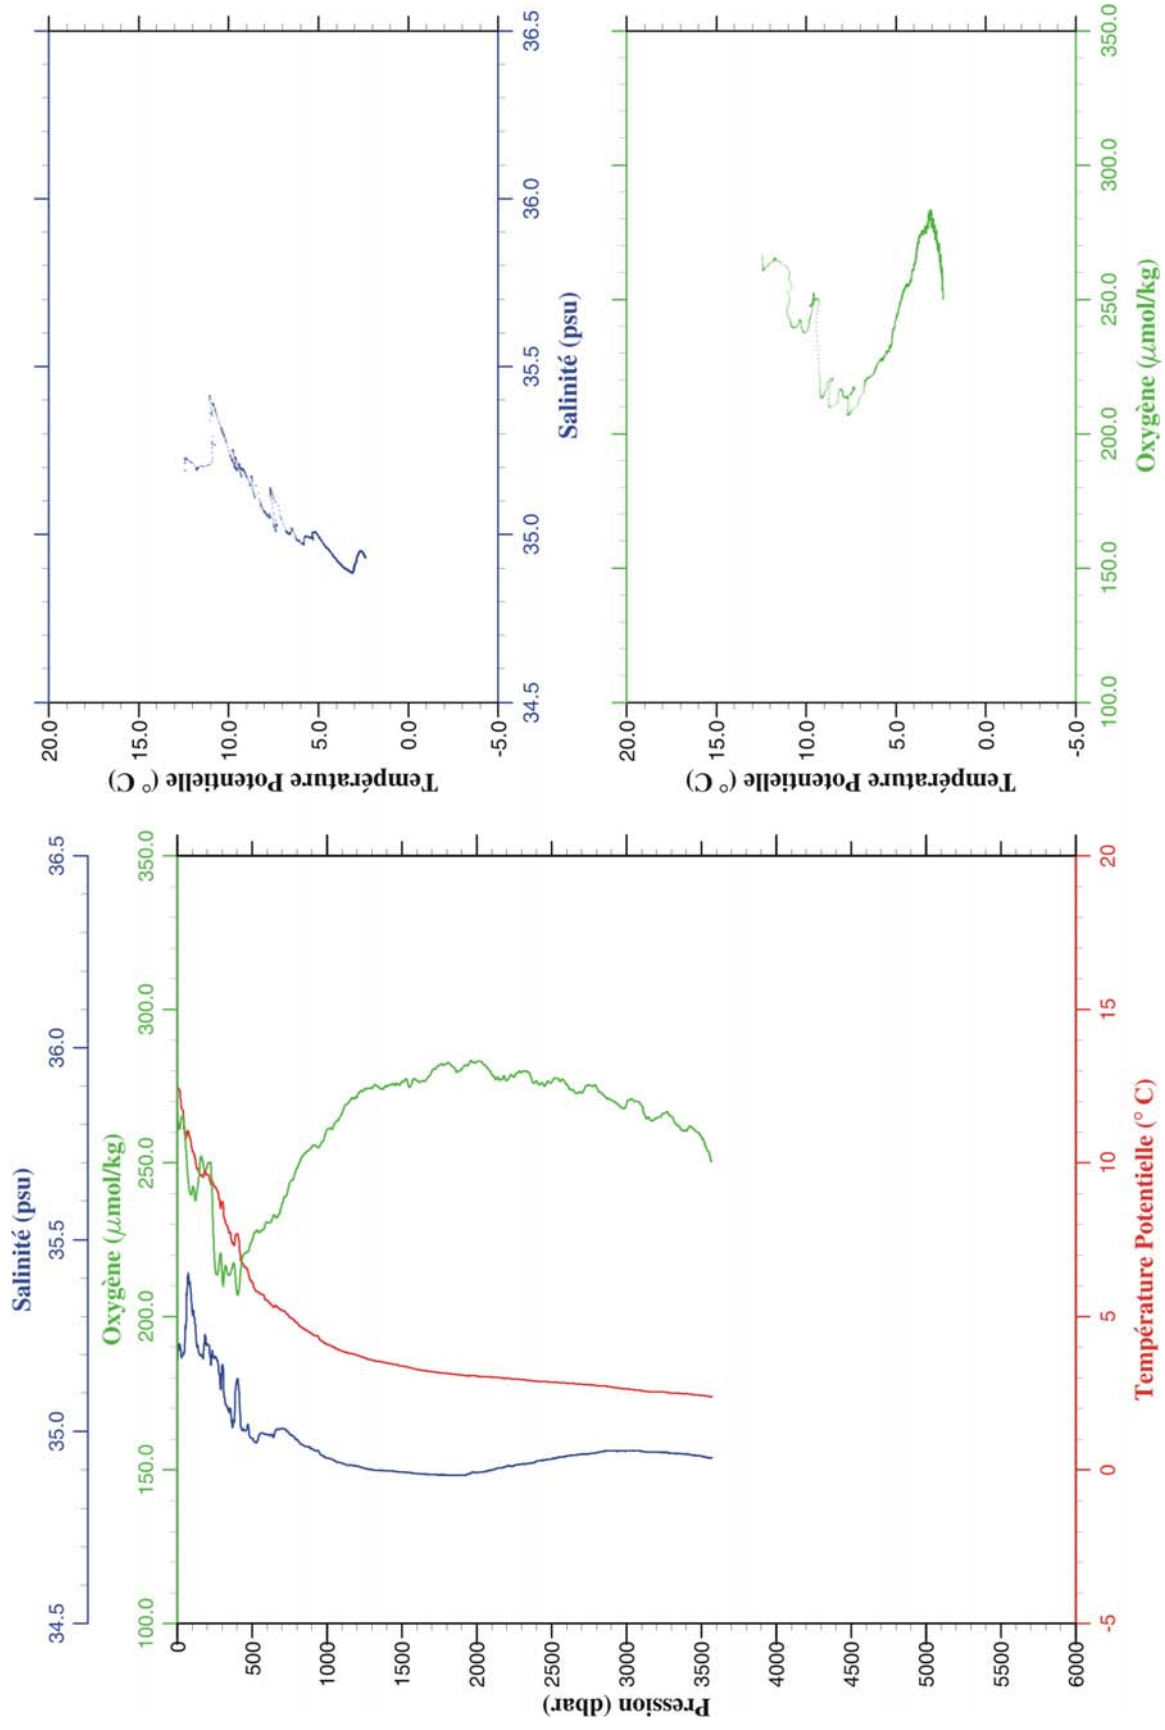 Salinité (psu)
34.5 35.0 35.5 36.0 36.5
Oxygène (μmol/kg)
100.0 150.0 200.0 250.0 300.0 350.0
0
500
1000
1500
2000
2500
3000
3500
4000
4500
5000
5500
6000
Pression (dbar)
-5 0 5 10 15 20
Température Potentielle (° C)
20.0
15.0
10.0
5.0
0.0
-5.0
Température Potentielle (° C)
34.5 35.0 35.5 36.0 36.5
Salinité (psu)
20.0
15.0
10.0
5.0
0.0
-5.0
Température Potentielle (° C)
100.0 150.0 200.0 250.0 300.0 350.0
Oxygène (μmol/kg)